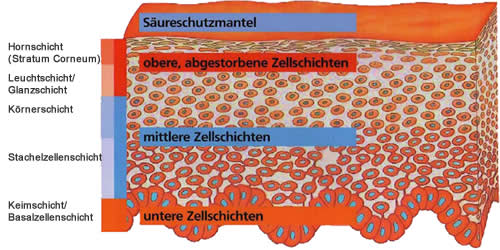 Säureschutzmantel
Hornschicht
(Stratum Corneum)
obere, abgestorbene Zellschichten
Leuchtschicht/
Glanzschicht
Körnerschicht
mittlere Zellschichten
Stachelzellenschicht
Keimschicht/
Basalzellenschicht
untere Zellschichten